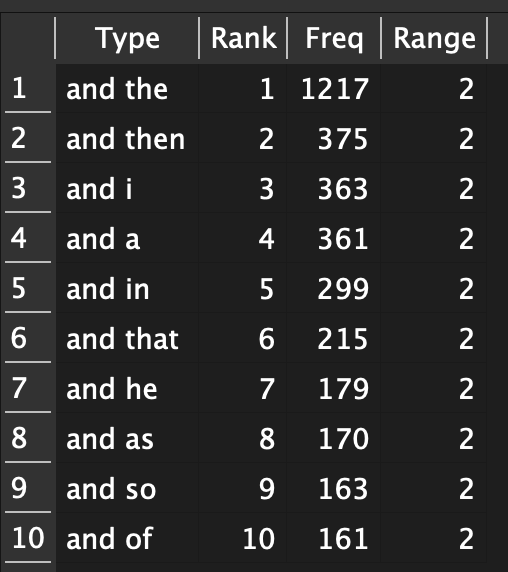 Type Rank Freq Range
1 and the 1 1217 2
2 and then 2 375 2
3 and i 3 363 2
4 and a 4 361 2
5 and in 5 299 2
6 and that 6 215 2
7 and he 7 179 2
8 and as 8 170 2
9 and so 9 163 2
10 and of 10 161 2